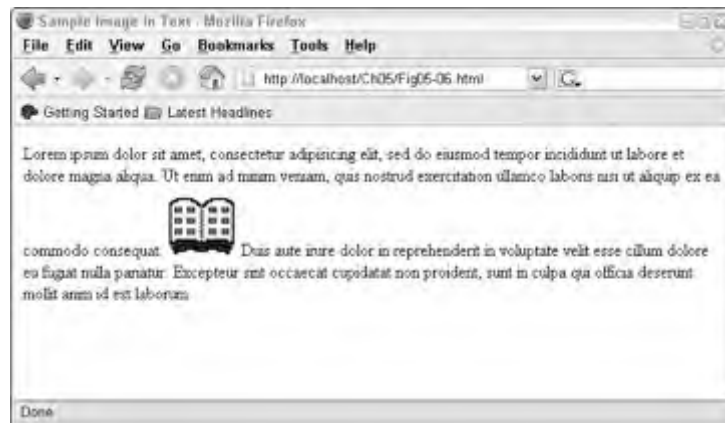 Sample Image in Text - Mozilla Firefox
File Edit View Go Bookmarks Tools Help
http://localhost/Ch05/Fig05-06.html
Getting Started Latest Headlines
Lorem ipsum dolor sit amet, consectetur adipisicing elit, sed do eiusmod tempor incididunt ut labore et
dolore magna aliqua. Ut enim ad minim veniam, quis nostrud exercitation ullamco laboris nisi ut aliquip ex ea
commodo consequat. Duis aute irure dolor in reprehenderit in voluptate velit esse cillum dolore
eu fugiat nulla pariatur. Excepteur sint occaecat cupidatat non proident, sunt in culpa qui officia deserunt
mollit anim id est laborum.
Done